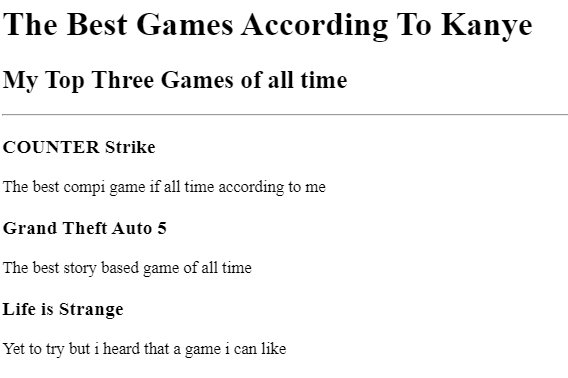 The Best Games According To Kanye
My Top Three Games of all time
COUNTER Strike
The best compi game if all time according to me
Grand Theft Auto 5
The best story based game of all time
Life is Strange
Yet to try but i heard that a game i can like